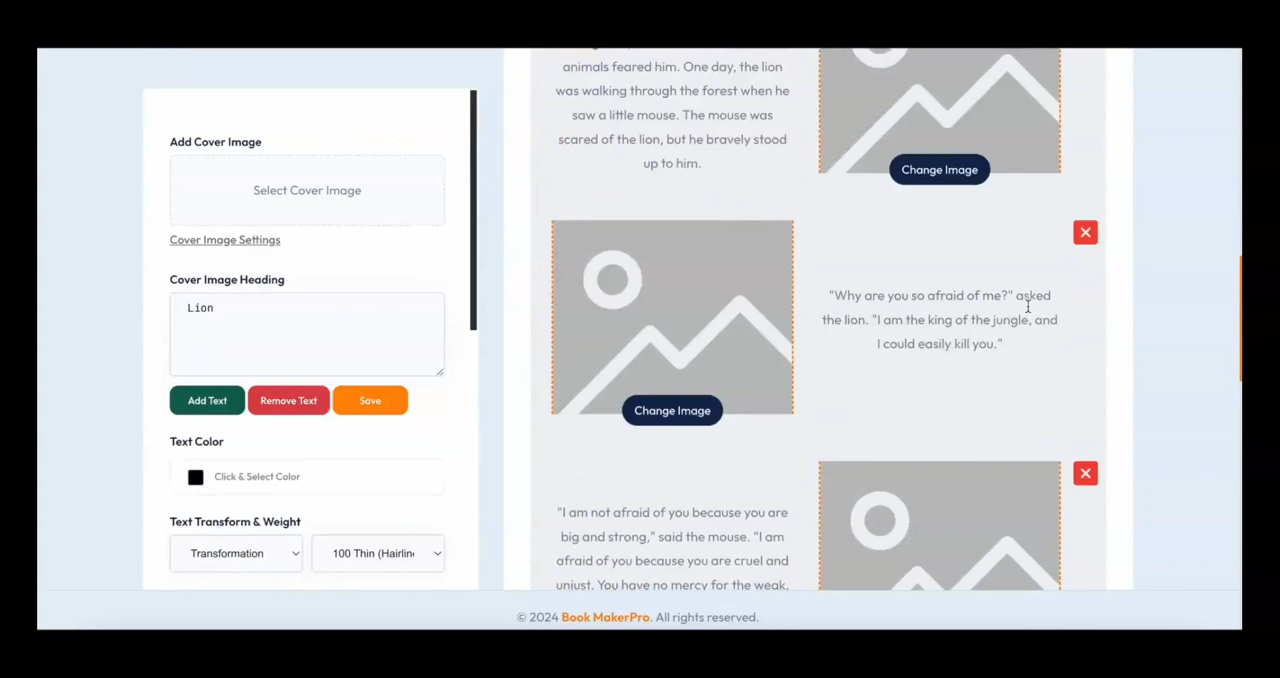 Add Cover Image
Select Cover Image
Cover Image Settings
Cover Image Heading
Lion
Add Text
Remove Text
Save
Text Color
Click & Select Color
Text Transform & Weight
Transformation
100 Thin (Hairlin
animals feared him. One day, the lion
was walking through the forest when he
saw a little mouse. The mouse was
scared of the lion, but he bravely stood
up to him.
Change Image
Change Image
"Why are you so afraid of me?" asked
the lion. "I am the king of the jungle, and
I could easily kill you."
"I am not afraid of you because you are
big and strong," said the mouse. "I am
afraid of you because you are cruel and
unjust. You have no mercy for the weak,
© 2024 Book MakerPro. All rights reserved.